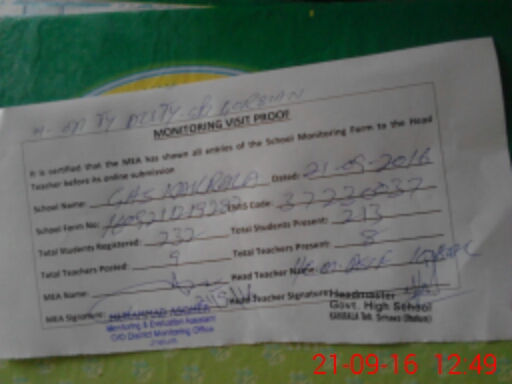 MONITORING VISIT PROOF
It is certified that the MEA has shown all entries of the School Monitoring Form to the Head
Teacher before its online submission
School Name: GHS KAKRALA Dated: 21-09-2016
School Form No: EMIS Code: 37230037
Total Students Registered: 232 Total Students Present: 213
Total Teachers Posted: 9 Total Teachers Present: 8
MEA Name: Head Teacher Name:
MEA Signature: Head Teacher Signature: Headmaster
MUHAMMAD Govt. High School
Monitoring & Evaluation Assistant
O/O District Monitoring Office
21-09-16 12:49